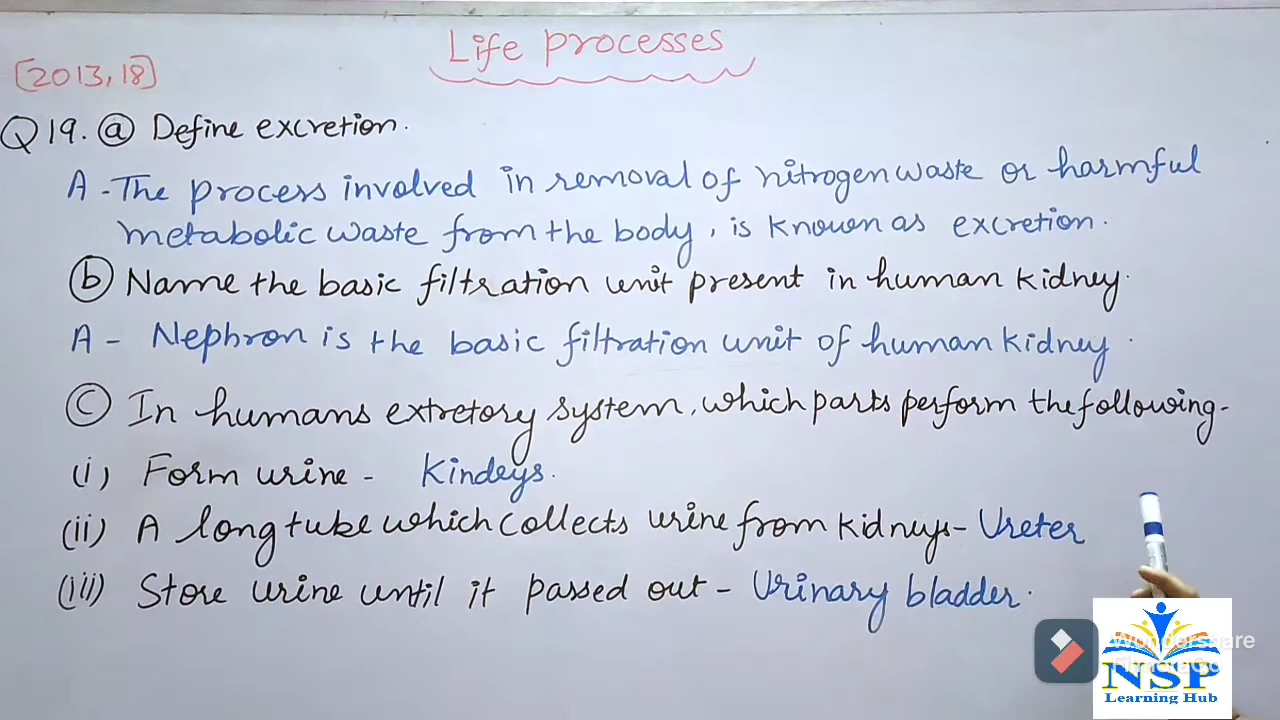 Life Processes
[2013, 18]
Q 19. (a) Define excretion.
A - The process involved in removal of nitrogen waste or harmful
metabolic waste from the body, is known as excretion.
(b) Name the basic filtration unit present in human kidney.
A - Nephron is the basic filtration unit of human kidney.
(c) In humans extretory system, which parts perform the following-
(i) Form urine - Kindeys.
(ii) A long tube which collects urine from kidneys - Ureter
(iii) Store urine until it passed out - Urinary bladder.
Wondershare
FilmoraGo
NSP
Learning Hub